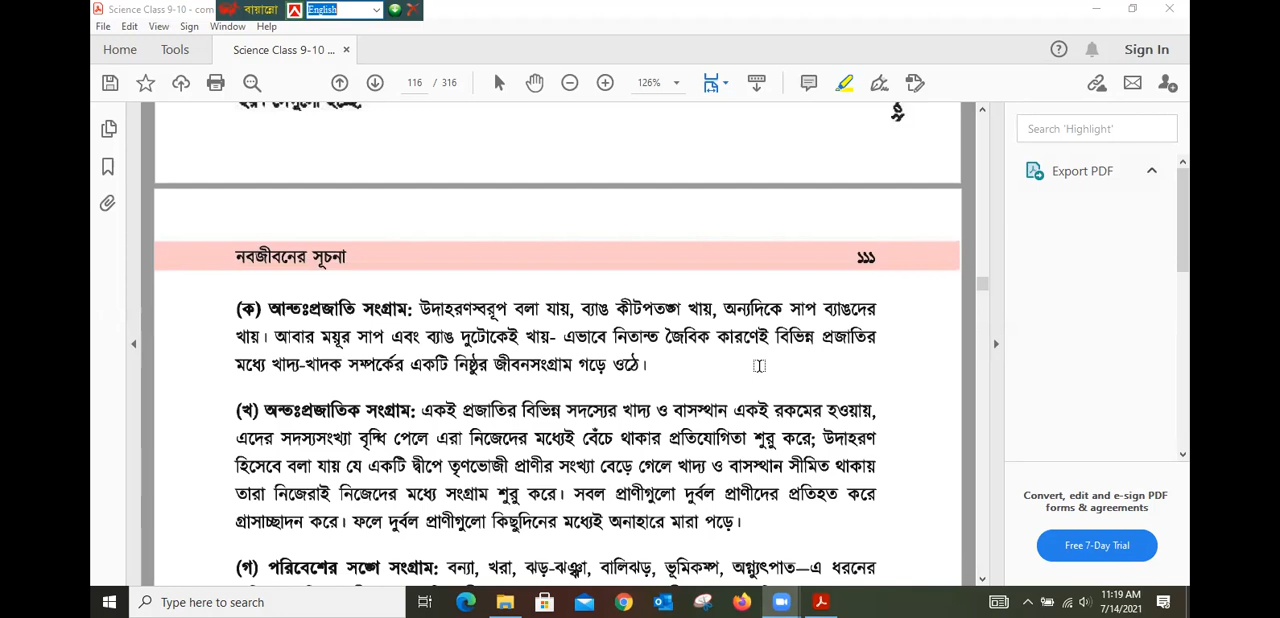 Science Class 9-10 - com
বায়ান্নো
English
File Edit View Sign Window Help
Home Tools Science Class 9-10 ... × Sign In
116 / 316 126%
Search 'Highlight'
Export PDF
নবজীবনের সূচনা ১১১
(ক) আন্তঃপ্রজাতি সংগ্রাম: উদাহরণস্বরূপ বলা যায়, ব্যাঙ কীটপতঙ্গ খায়, অন্যদিকে সাপ ব্যাঙদের
খায়। আবার ময়ূর সাপ এবং ব্যাঙ দুটোকেই খায়- এভাবে নিতান্ত জৈবিক কারণেই বিভিন্ন প্রজাতির
মধ্যে খাদ্য-খাদক সম্পর্কের একটি নিষ্ঠুর জীবনসংগ্রাম গড়ে ওঠে।
(খ) অন্তঃপ্রজাতিক সংগ্রাম: একই প্রজাতির বিভিন্ন সদস্যের খাদ্য ও বাসস্থান একই রকমের হওয়ায়,
এদের সদস্যসংখ্যা বৃদ্ধি পেলে এরা নিজেদের মধ্যেই বেঁচে থাকার প্রতিযোগিতা শুরু করে; উদাহরণ
হিসেবে বলা যায় যে একটি দ্বীপে তৃণভোজী প্রাণীর সংখ্যা বেড়ে গেলে খাদ্য ও বাসস্থান সীমিত থাকায়
তারা নিজেরাই নিজেদের মধ্যে সংগ্রাম শুরু করে। সবল প্রাণীগুলো দুর্বল প্রাণীদের প্রতিহত করে
গ্রাসাচ্ছাদন করে। ফলে দুর্বল প্রাণীগুলো কিছুদিনের মধ্যেই অনাহারে মারা পড়ে।
(গ) পরিবেশের সঙ্গে সংগ্রাম: বন্যা, খরা, ঝড়-ঝঞ্ঝা, বালিঝড়, ভূমিকম্প, অগ্ন্যুৎপাত—এ ধরনের
Convert, edit and e-sign PDF
forms & agreements
Free 7-Day Trial
Type here to search
11:19 AM
7/14/2021